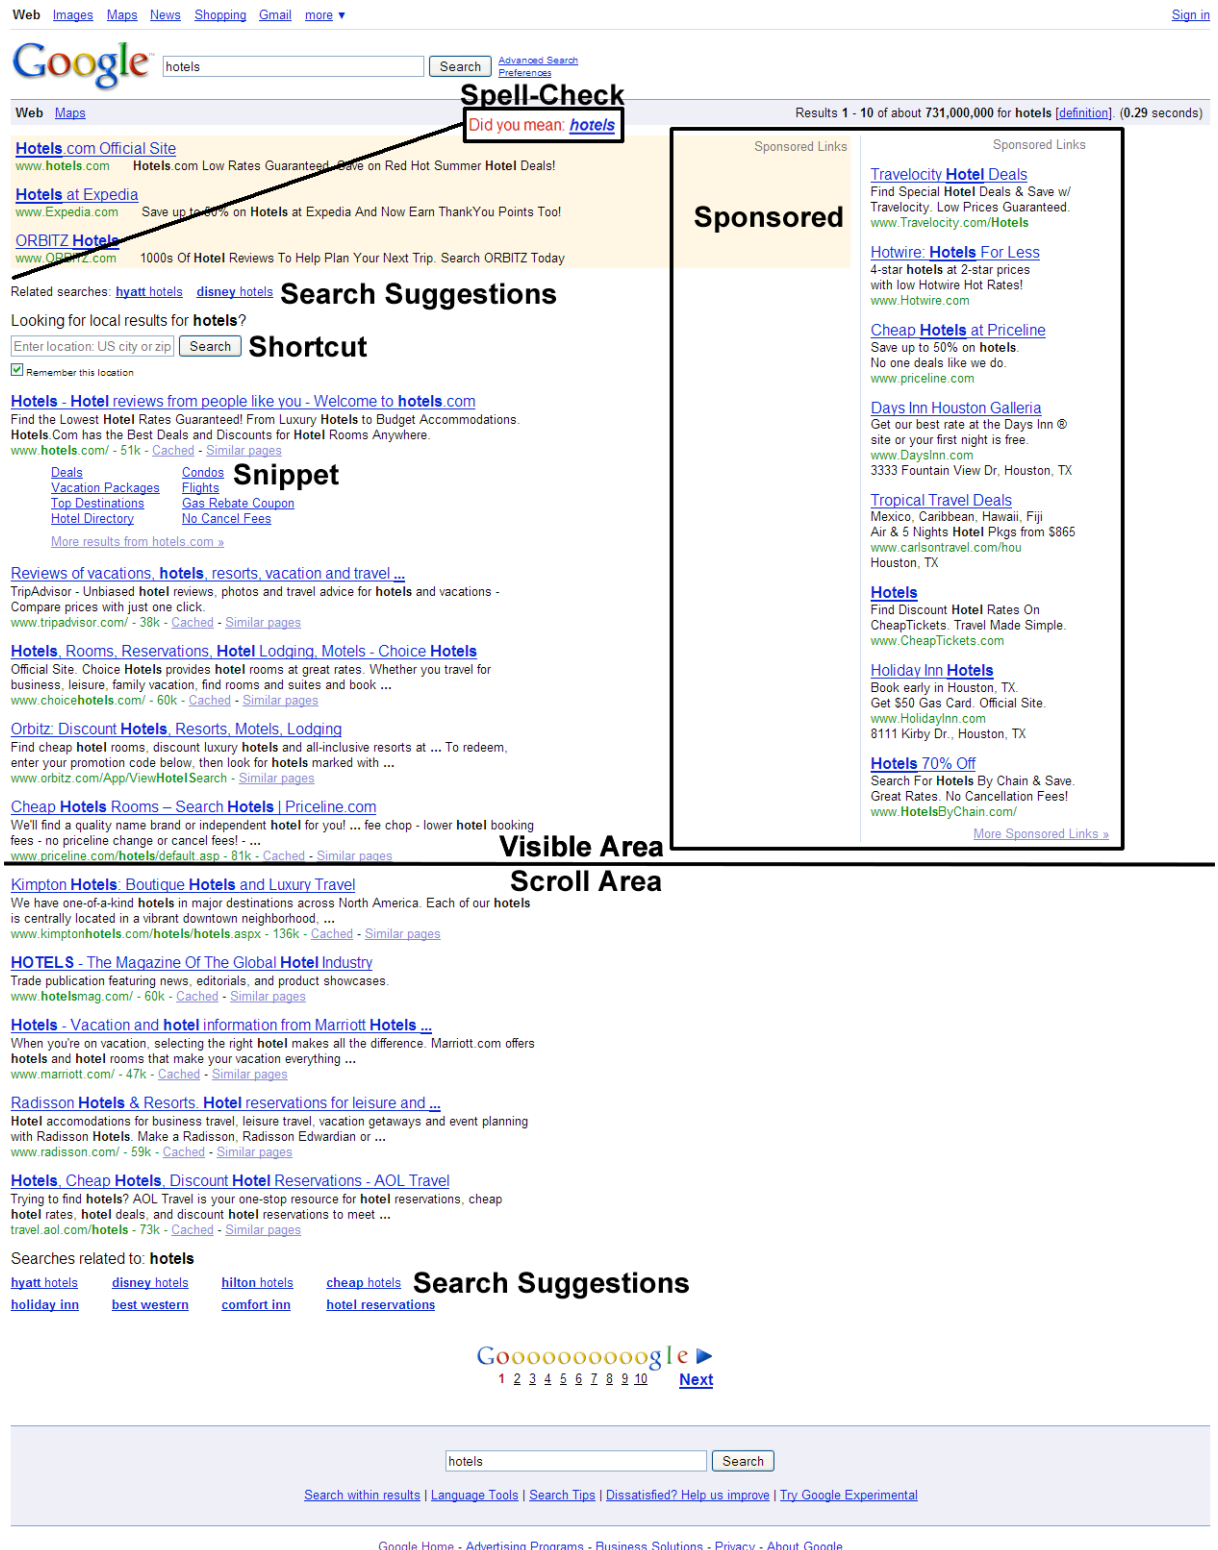 Web Images Maps News Shopping Gmail more ▼ Sign in
Google™ hotels Search Advanced Search
Preferences
Spell-Check
Web Maps Results 1 - 10 of about 731,000,000 for hotels [definition]. (0.29 seconds)
Did you mean: hotels
Sponsored Links
Hotels.com Official Site
www.hotels.com Hotels.com Low Rates Guaranteed. Save on Red Hot Summer Hotel Deals!
Hotels at Expedia
www.Expedia.com Save up to 50% on Hotels at Expedia And Now Earn ThankYou Points Too!
ORBITZ Hotels
www.ORBITZ.com 1000s Of Hotel Reviews To Help Plan Your Next Trip. Search ORBITZ Today
Sponsored
Related searches: hyatt hotels disney hotels Search Suggestions
Looking for local results for hotels?
Enter location: US city or zip Search Shortcut
Remember this location
Hotels - Hotel reviews from people like you - Welcome to hotels.com
Find the Lowest Hotel Rates Guaranteed! From Luxury Hotels to Budget Accommodations.
Hotels.Com has the Best Deals and Discounts for Hotel Rooms Anywhere.
www.hotels.com/ - 51k - Cached - Similar pages
Deals Condos Snippet
Vacation Packages Flights
Top Destinations Gas Rebate Coupon
Hotel Directory No Cancel Fees
More results from hotels.com »
Reviews of vacations, hotels, resorts, vacation and travel ...
TripAdvisor - Unbiased hotel reviews, photos and travel advice for hotels and vacations -
Compare prices with just one click.
www.tripadvisor.com/ - 38k - Cached - Similar pages
Hotels, Rooms, Reservations, Hotel Lodging, Motels - Choice Hotels
Official Site. Choice Hotels provides hotel rooms at great rates. Whether you travel for
business, leisure, family vacation, find rooms and suites and book ...
www.choicehotels.com/ - 60k - Cached - Similar pages
Orbitz: Discount Hotels, Resorts, Motels, Lodging
Find cheap hotel rooms, discount luxury hotels and all-inclusive resorts at ... To redeem,
enter your promotion code below, then look for hotels marked with ...
www.orbitz.com/App/ViewHotelSearch - Similar pages
Cheap Hotels Rooms – Search Hotels | Priceline.com
We'll find a quality name brand or independent hotel for you! ... fee chop - lower hotel booking
fees - no priceline change or cancel fees! - ...
www.priceline.com/hotels/default.asp - 81k - Cached - Similar pages
Sponsored Links
Travelocity Hotel Deals
Find Special Hotel Deals & Save w/
Travelocity. Low Prices Guaranteed.
www.Travelocity.com/Hotels
Hotwire: Hotels For Less
4-star hotels at 2-star prices
with low Hotwire Hot Rates!
www.Hotwire.com
Cheap Hotels at Priceline
Save up to 50% on hotels.
No one deals like we do.
www.priceline.com
Days Inn Houston Galleria
Get our best rate at the Days Inn ®
site or your first night is free.
www.DaysInn.com
3333 Fountain View Dr, Houston, TX
Tropical Travel Deals
Mexico, Caribbean, Hawaii, Fiji
Air & 5 Nights Hotel Pkgs from $865
www.carlsontravel.com/hou
Houston, TX
Hotels
Find Discount Hotel Rates On
CheapTickets. Travel Made Simple.
www.CheapTickets.com
Holiday Inn Hotels
Book early in Houston, TX.
Get $50 Gas Card. Official Site.
www.HolidayInn.com
8111 Kirby Dr., Houston, TX
Hotels 70% Off
Search For Hotels By Chain & Save.
Great Rates. No Cancellation Fees!
www.HotelsByChain.com/
More Sponsored Links »
Visible Area
Scroll Area
Kimpton Hotels: Boutique Hotels and Luxury Travel
We have one-of-a-kind hotels in major destinations across North America. Each of our hotels
is centrally located in a vibrant downtown neighborhood, ...
www.kimptonhotels.com/hotels/hotels.aspx - 136k - Cached - Similar pages
HOTELS - The Magazine Of The Global Hotel Industry
Trade publication featuring news, editorials, and product showcases.
www.hotelsmag.com/ - 60k - Cached - Similar pages
Hotels - Vacation and hotel information from Marriott Hotels ...
When you're on vacation, selecting the right hotel makes all the difference. Marriott.com offers
hotels and hotel rooms that make your vacation everything ...
www.marriott.com/ - 47k - Cached - Similar pages
Radisson Hotels & Resorts. Hotel reservations for leisure and ...
Hotel accomodations for business travel, leisure travel, vacation getaways and event planning
with Radisson Hotels. Make a Radisson, Radisson Edwardian or ...
www.radisson.com/ - 59k - Cached - Similar pages
Hotels, Cheap Hotels, Discount Hotel Reservations - AOL Travel
Trying to find hotels? AOL Travel is your one-stop resource for hotel reservations, cheap
hotel rates, hotel deals, and discount hotel reservations to meet ...
travel.aol.com/hotels - 73k - Cached - Similar pages
Searches related to: hotels
hyatt hotels disney hotels hilton hotels cheap hotels Search Suggestions
holiday inn best western comfort inn hotel reservations
Goooooooooogle
1 2 3 4 5 6 7 8 9 10 Next
hotels Search
Search within results | Language Tools | Search Tips | Dissatisfied? Help us improve | Try Google Experimental
Google Home - Advertising Programs - Business Solutions - Privacy - About Google